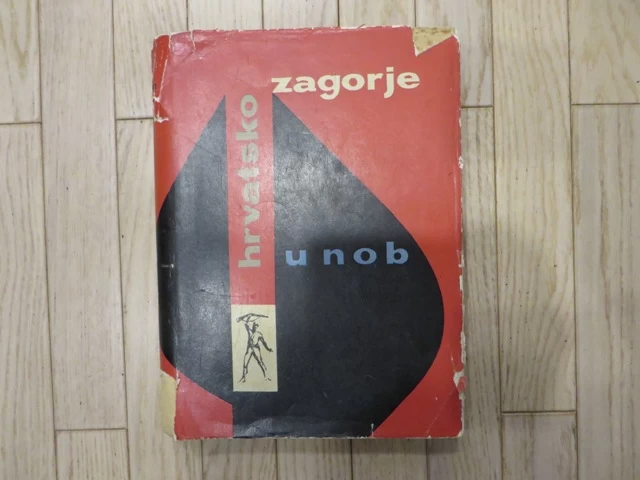 hrvatsko
zagorje
u nob